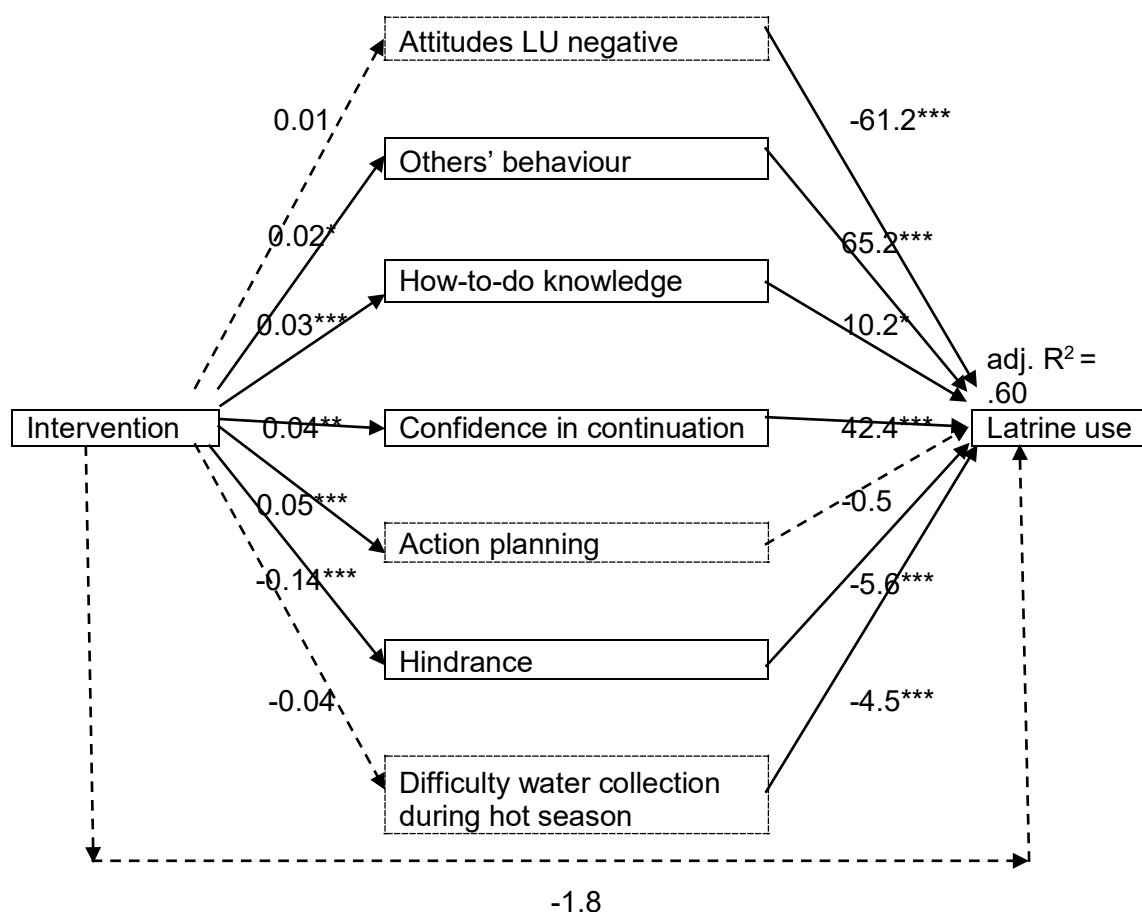 Attitudes LU negative
0.01
-61.2***
Others’ behaviour
0.02*
65.2***
How-to-do knowledge
0.03***
10.2*
adj. R² =
.60
Intervention
0.04**
Confidence in continuation
42.4***
Latrine use
0.05***
-0.5
Action planning
-0.14***
-5.6***
Hindrance
-0.04
-4.5***
Difficulty water collection
during hot season
-1.8